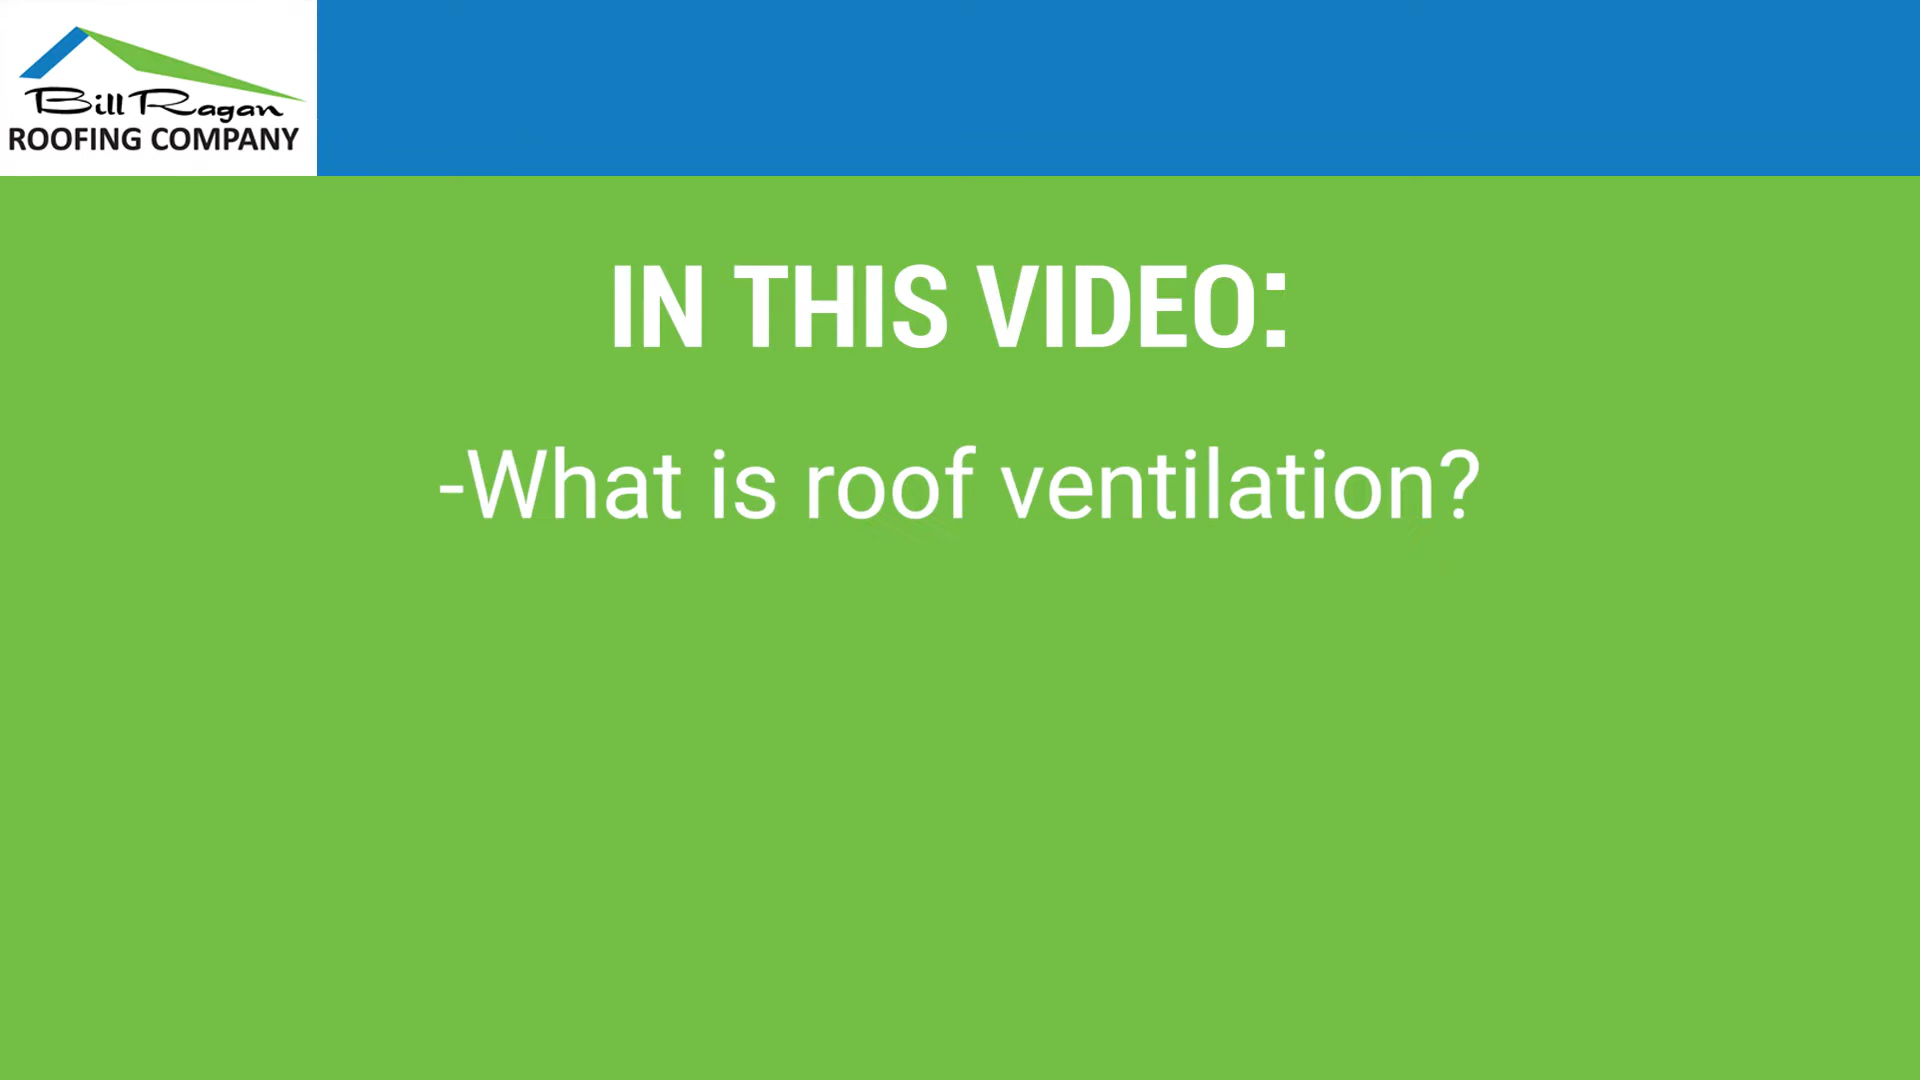 Bill Ragan
ROOFING COMPANY
IN THIS VIDEO:
-What is roof ventilation?